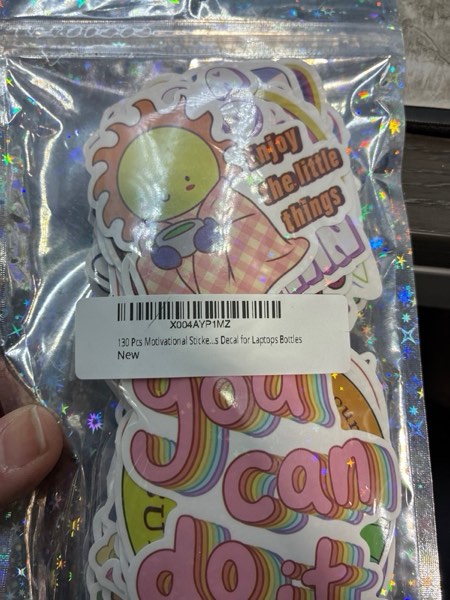 Enjoy
the little
things
X004AYP1MZ
130 Pcs Motivational Sticke...s Decal for Laptops Bottles
New
you
can
do it